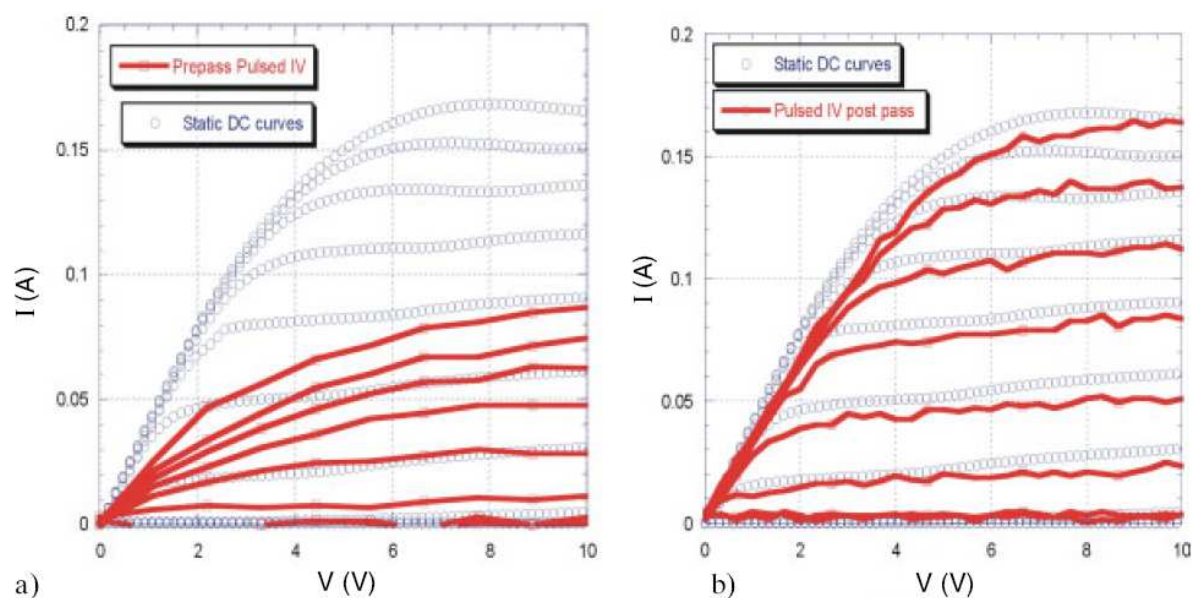 0.2
Prepass Pulsed IV
Static DC curves
0.15
0.1
0.05
0
I (A)
0 2 4 6 8 10
a)
V (V)
0.2
Static DC curves
Pulsed IV post pass
0.15
0.1
0.05
0
I (A)
0 2 4 6 8 10
b)
V (V)